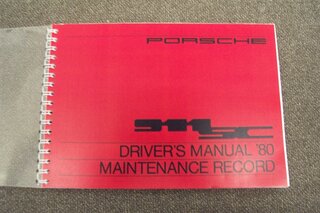 PORSCHE
911SC
DRIVER'S MANUAL '80
MAINTENANCE RECORD